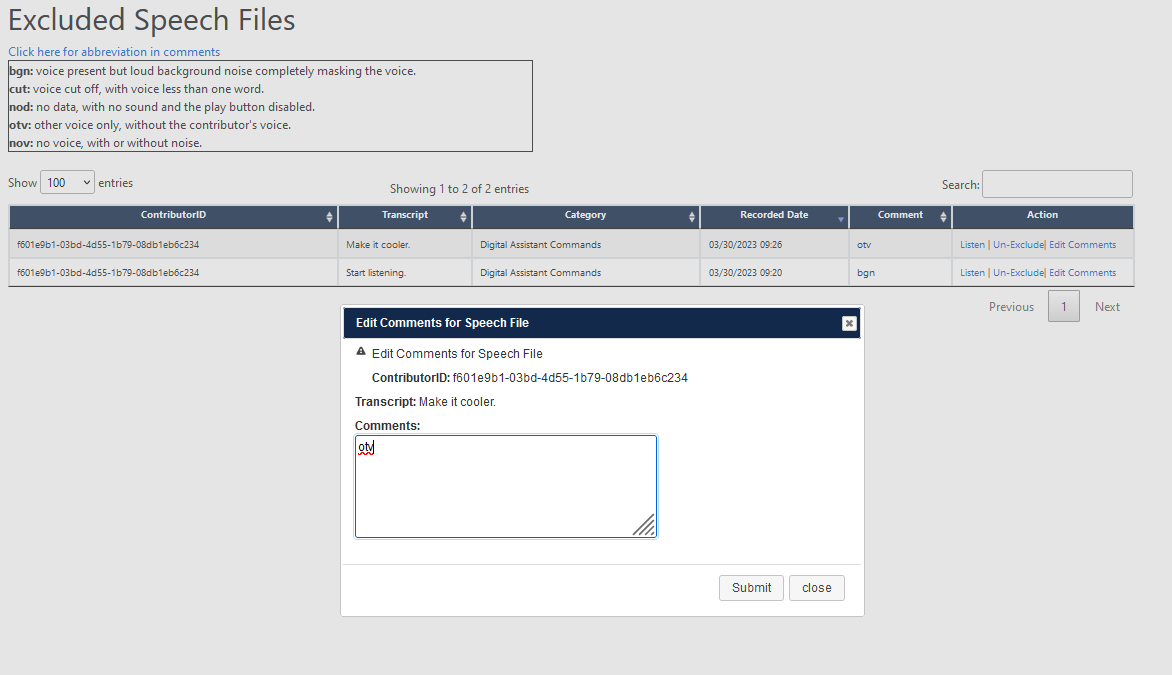 Excluded Speech Files
Click here for abbreviation in comments
bgn: voice present but loud background noise completely masking the voice.
cut: voice cut off, with voice less than one word.
nod: no data, with no sound and the play button disabled.
otv: other voice only, without the contributor's voice.
nov: no voice, with or without noise.
Show 100 entries Showing 1 to 2 of 2 entries Search:
ContributorID Transcript Category Recorded Date Comment Action
f601e9b1-03bd-4d55-1b79-08db1eb6c234 Make it cooler. Digital Assistant Commands 03/30/2023 09:26 otv Listen | Un-Exclude| Edit Comments
f601e9b1-03bd-4d55-1b79-08db1eb6c234 Start listening. Digital Assistant Commands 03/30/2023 09:20 bgn Listen | Un-Exclude| Edit Comments
Previous 1 Next
Edit Comments for Speech File
Edit Comments for Speech File
ContributorID: f601e9b1-03bd-4d55-1b79-08db1eb6c234
Transcript: Make it cooler.
Comments:
otv
Submit close